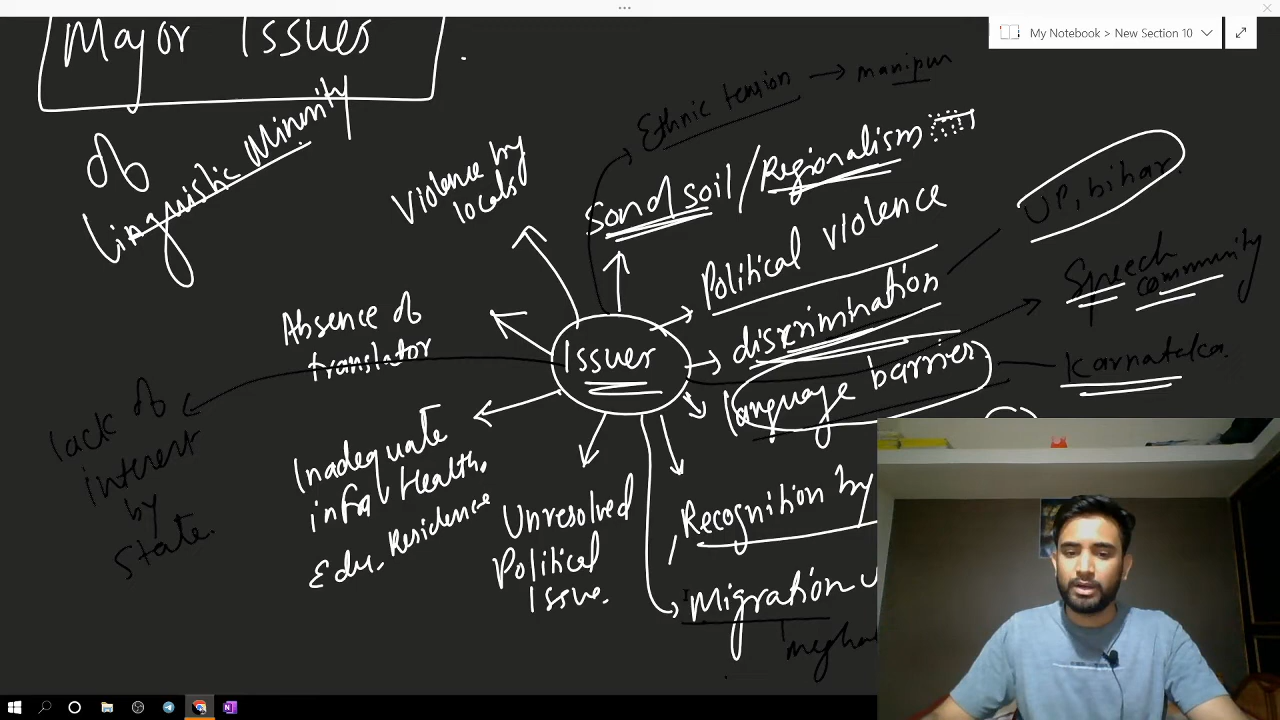 My Notebook > New Section 10
Major Issues
of
Linguistic Minority
Ethnic tension → manipur
Violence by
locals
Son of soil / Regionalism
Political violence
UP, bihar.
discrimination
Speech
community
Absence of
translator
Issues
language barrier
Karnataka.
lack of
interest
by
State.
Inadequate
infra Health,
Edu, Residence
Unresolved
Political
Issue.
Recognition by
Migration